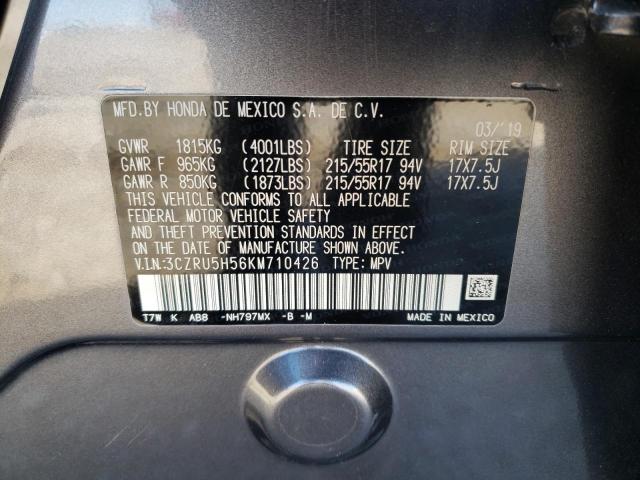 MFD.BY HONDA DE MEXICO S.A. DE C.V.
03/'19
GVWR 1815KG (4001LBS) TIRE SIZE RIM SIZE
GAWR F 965KG (2127LBS) 215/55R17 94V 17X7.5J
GAWR R 850KG (1873LBS) 215/55R17 94V 17X7.5J
THIS VEHICLE CONFORMS TO ALL APPLICABLE
FEDERAL MOTOR VEHICLE SAFETY
AND THEFT PREVENTION STANDARDS IN EFFECT
ON THE DATE OF MANUFACTURE SHOWN ABOVE.
V.I.N:3CZRU5H56KM710426 TYPE: MPV
T7W K AB8 -NH797MX -B -M MADE IN MEXICO